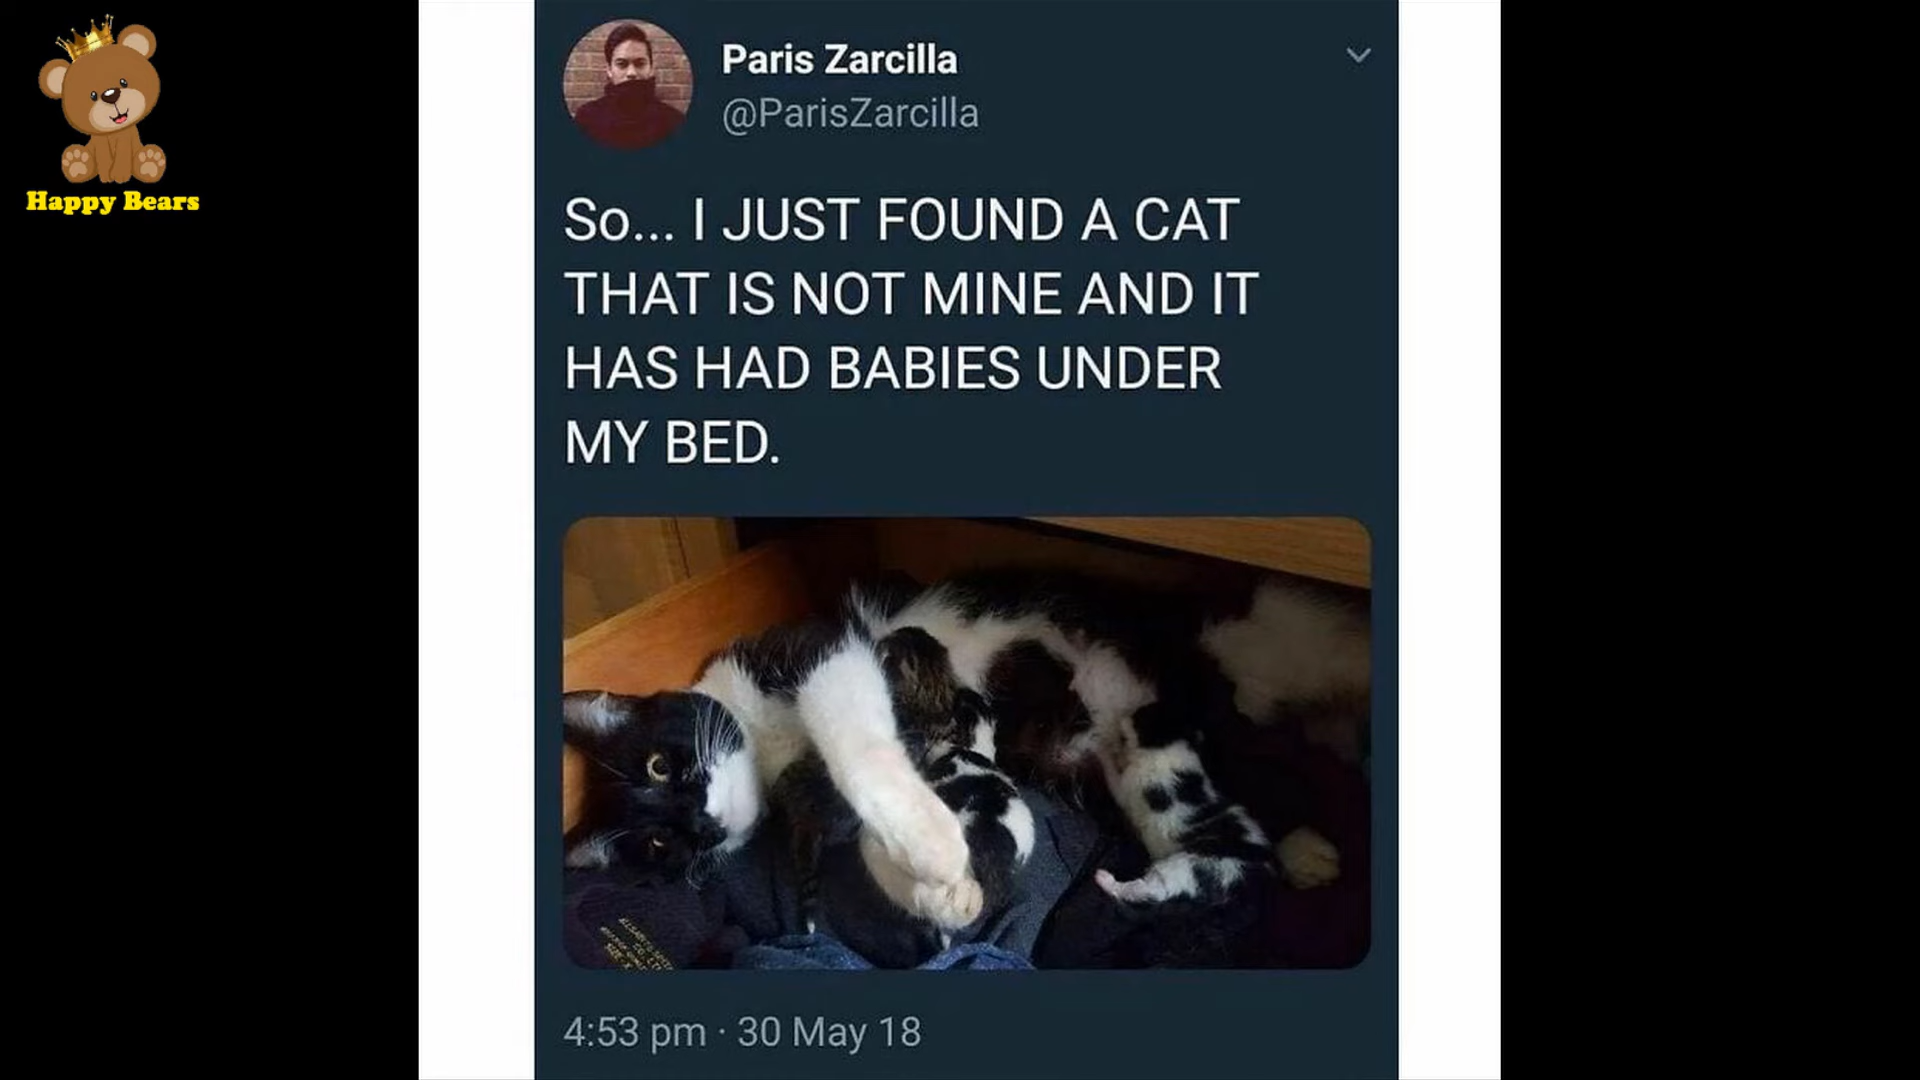 Happy Bears
Paris Zarcilla
@ParisZarcilla
So... I JUST FOUND A CAT
THAT IS NOT MINE AND IT
HAS HAD BABIES UNDER
MY BED.
4:53 pm · 30 May 18